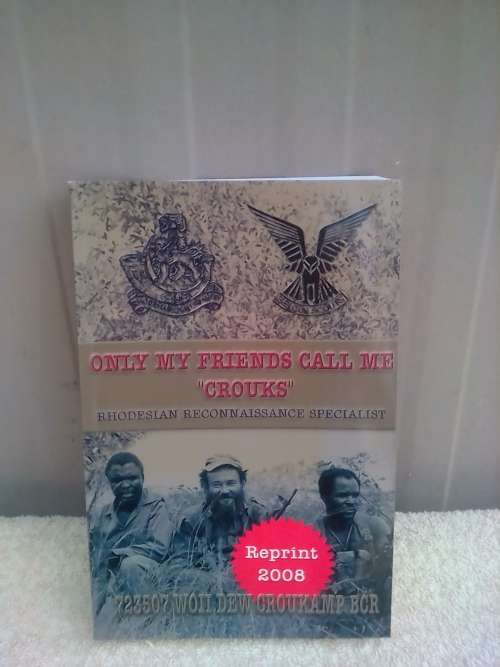 ONLY MY FRIENDS CALL ME
"CROUKS"
RHODESIAN RECONNAISSANCE SPECIALIST
Reprint
2008
723507 WOII DEW CROUKAMP BCR